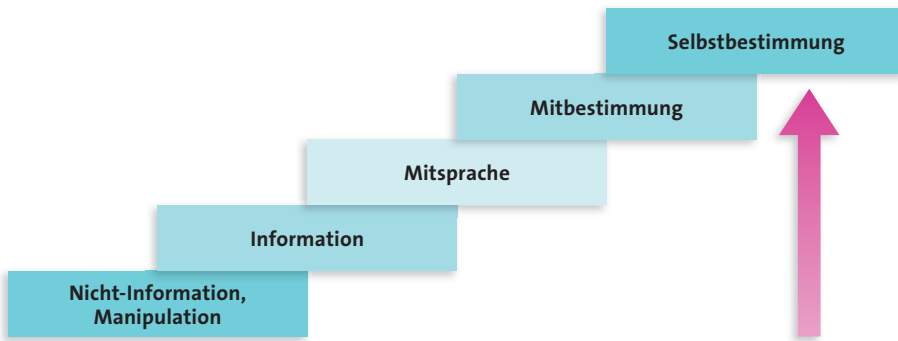 Selbstbestimmung
Mitbestimmung
Mitsprache
Information
Nicht-Information,
Manipulation